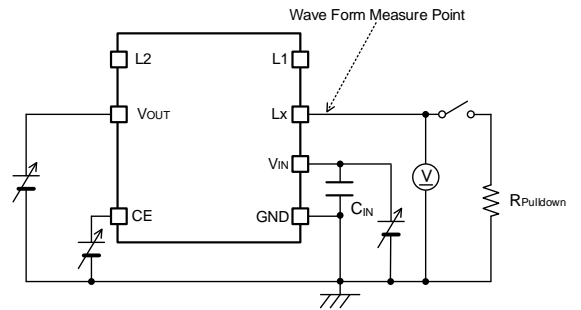 Wave Form Measure Point
L2 L1
VOUT Lx
VIN
CIN
CE GND
V
RPulldown